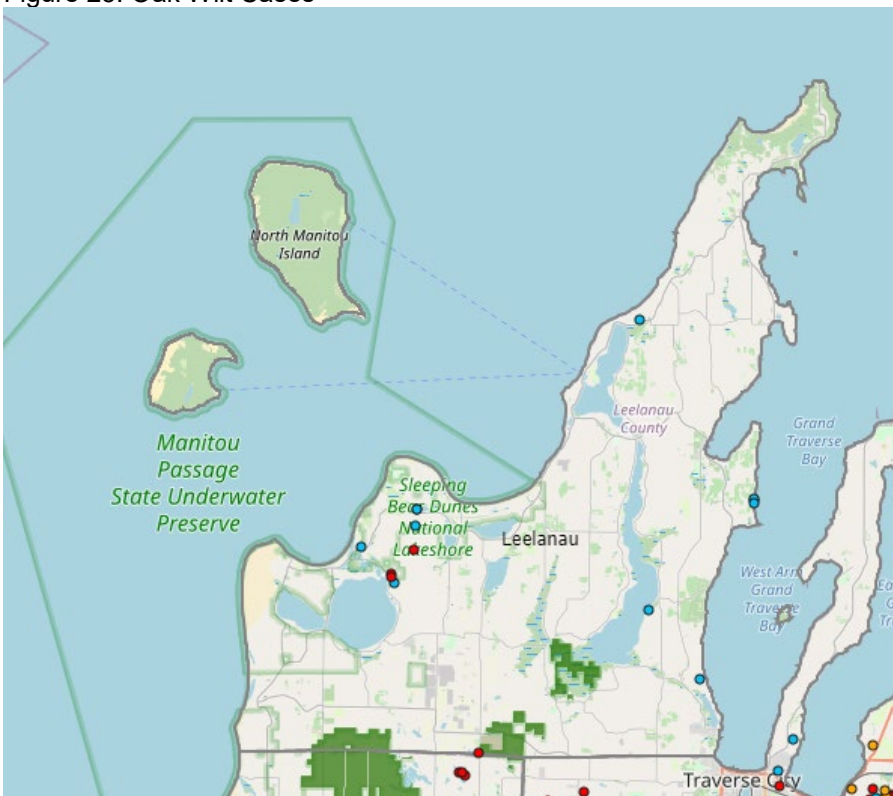 North Manitou
Island
Manitou
Passage
State Underwater
Preserve
Leelanau
County
Grand
Traverse
Bay
Sleeping
Bear Dunes
National
Lakeshore
Leelanau
West Arm
Grand
Traverse
Bay
Traverse City